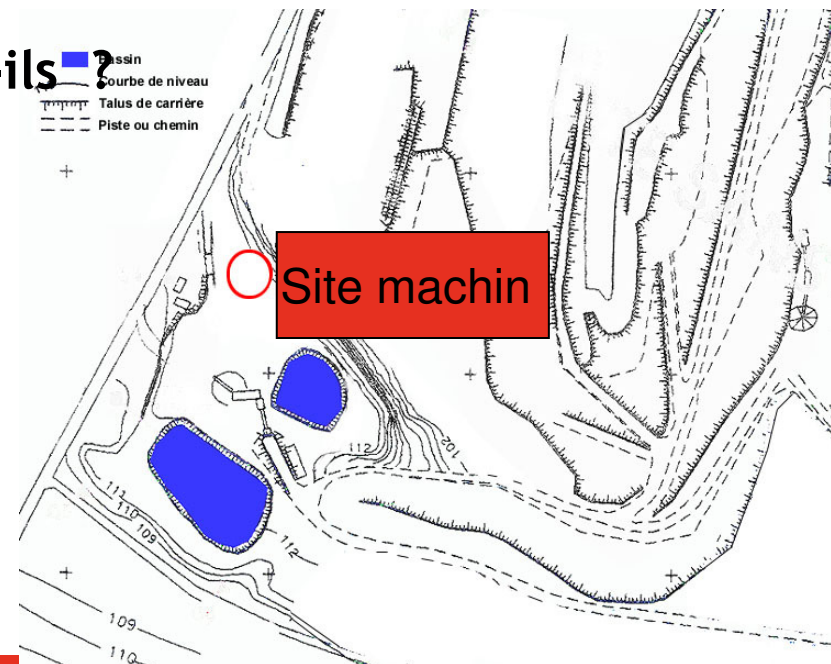 -ils ?
Bassin
Courbe de niveau
Talus de carrière
Piste ou chemin
Site machin
112
102
111
110
109
112
109
110